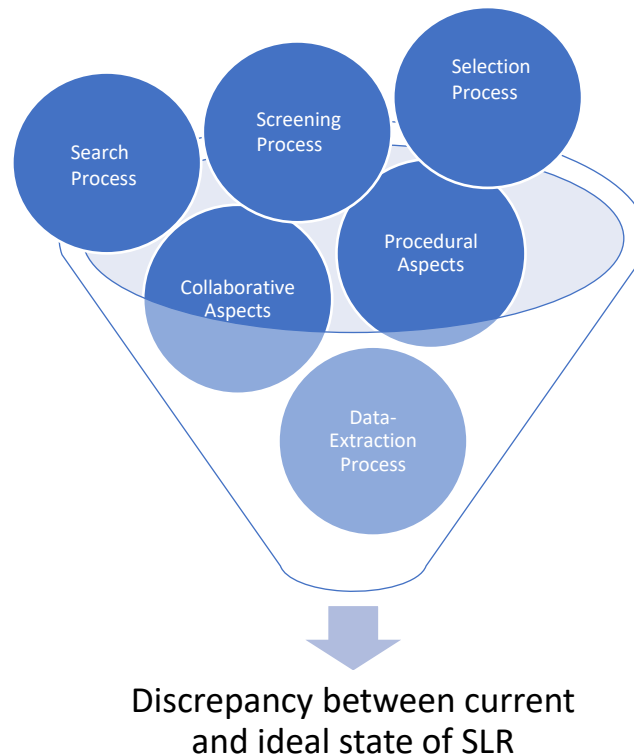 Selection
Process
Screening
Process
Search
Process
Procedural
Aspects
Collaborative
Aspects
Data-
Extraction
Process
Discrepancy between current
and ideal state of SLR